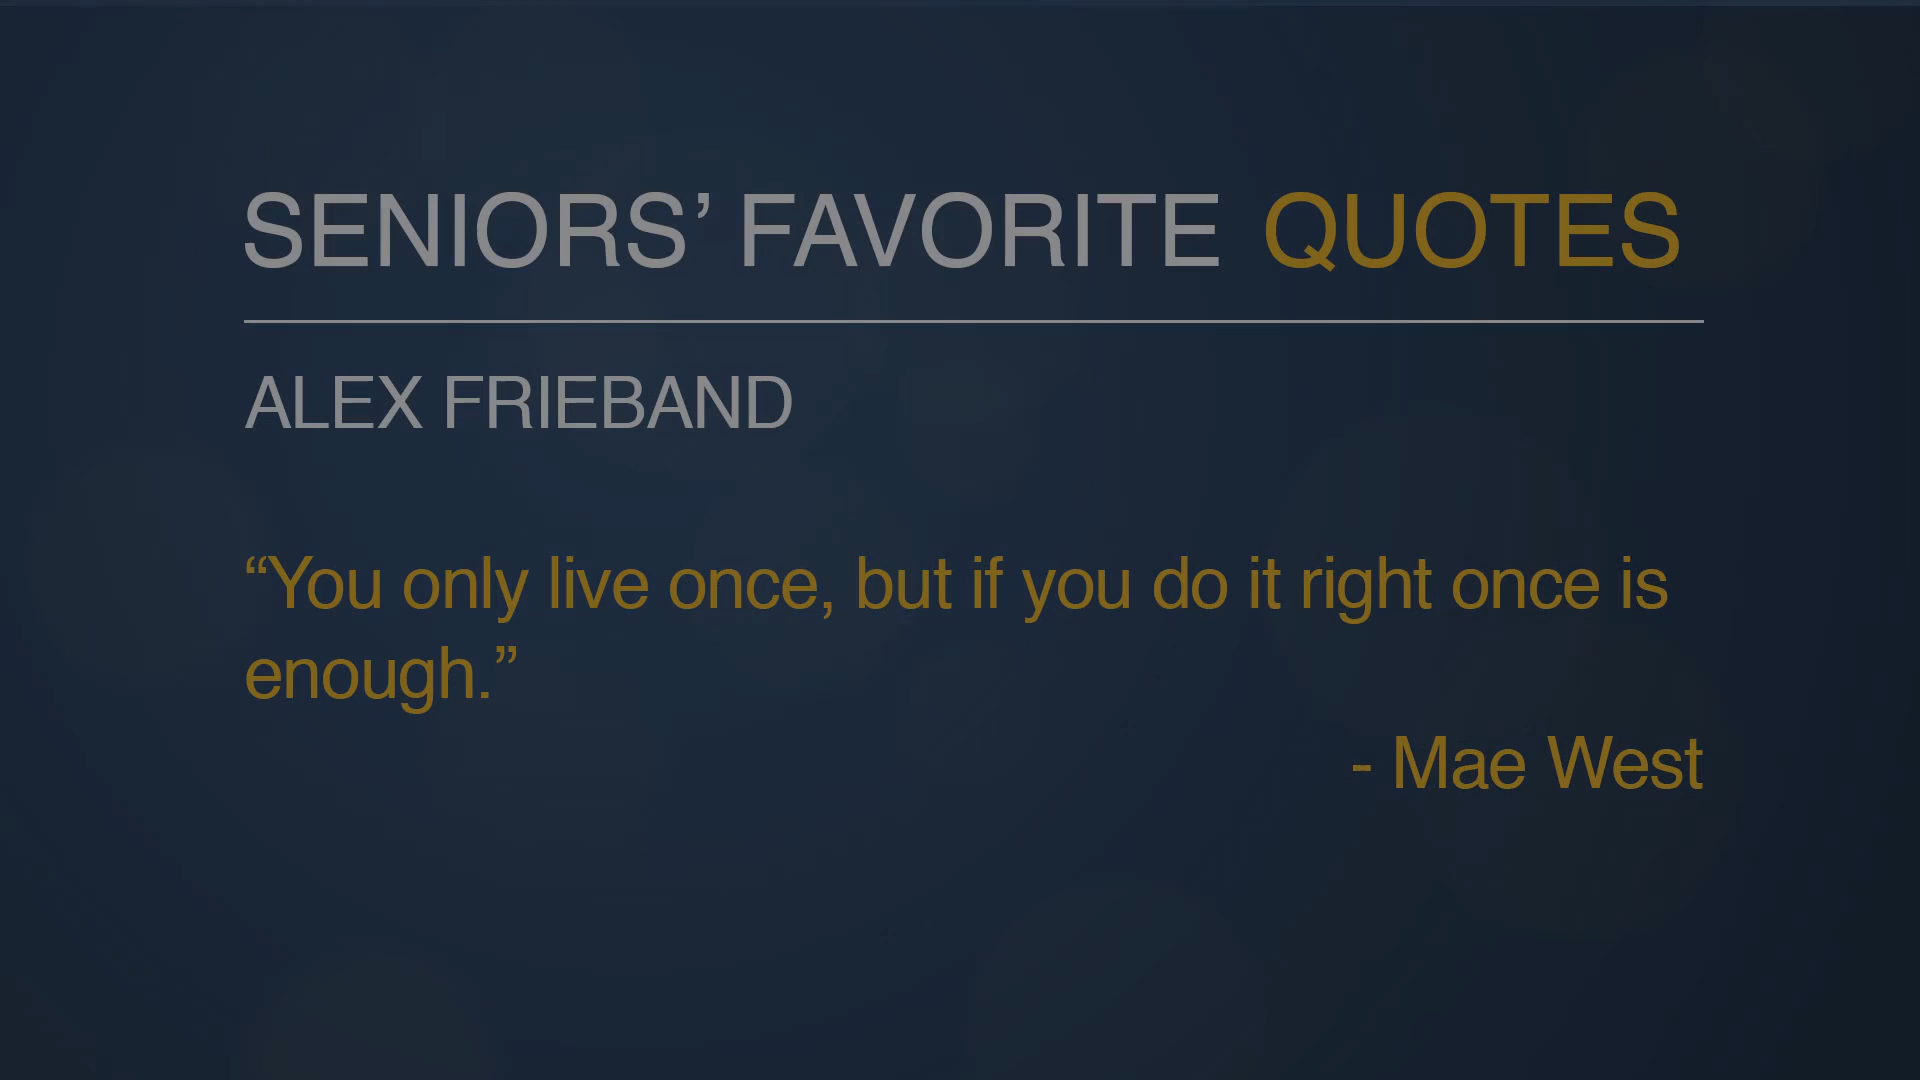 SENIORS’ FAVORITE QUOTES
ALEX FRIEBAND
“You only live once, but if you do it right once is
enough.”
- Mae West